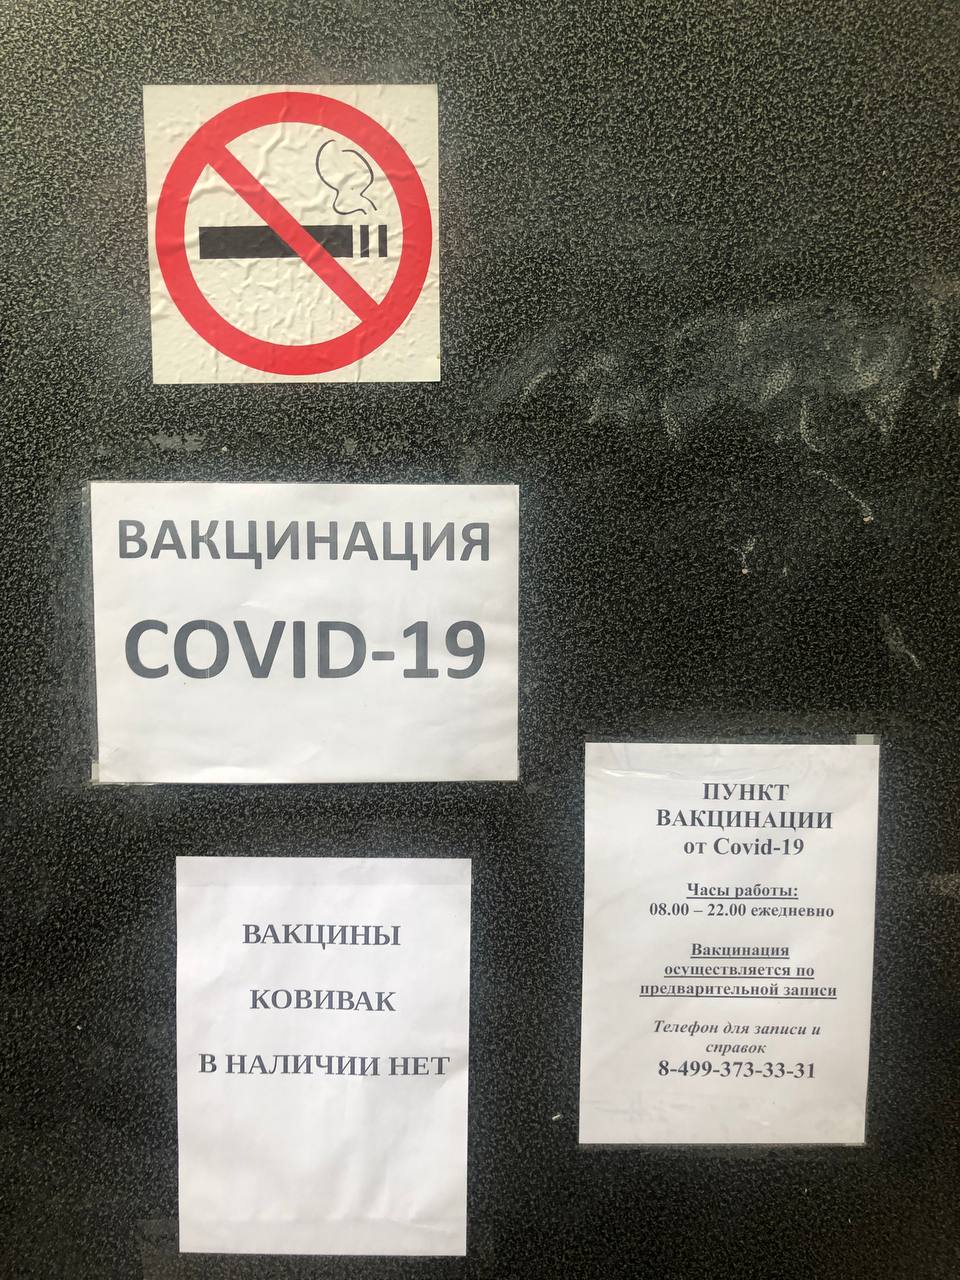 ВАКЦИНАЦИЯ
COVID-19
ВАКЦИНЫ
КОВИВАК
В НАЛИЧИИ НЕТ
ПУНКТ
ВАКЦИНАЦИИ
от Covid-19
Часы работы:
08.00 – 22.00 ежедневно
Вакцинация
осуществляется по
предварительной записи
Телефон для записи и
справок
8-499-373-33-31